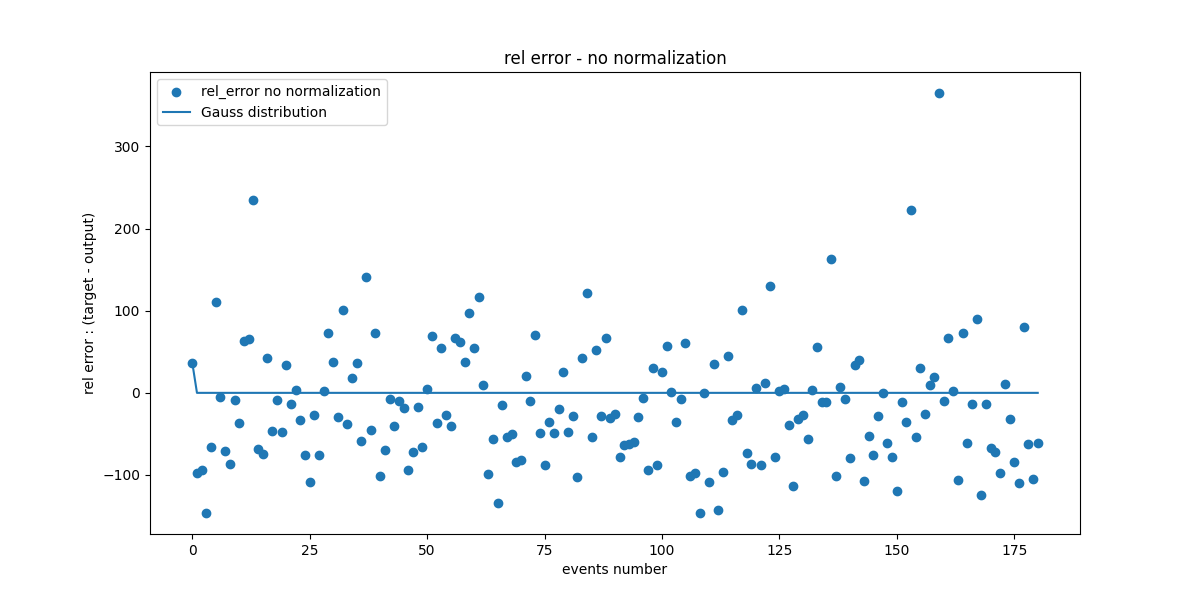 rel error - no normalization
rel_error no normalization
Gauss distribution
rel error : (target - output)
300
200
100
0
−100
0 25 50 75 100 125 150 175
events number